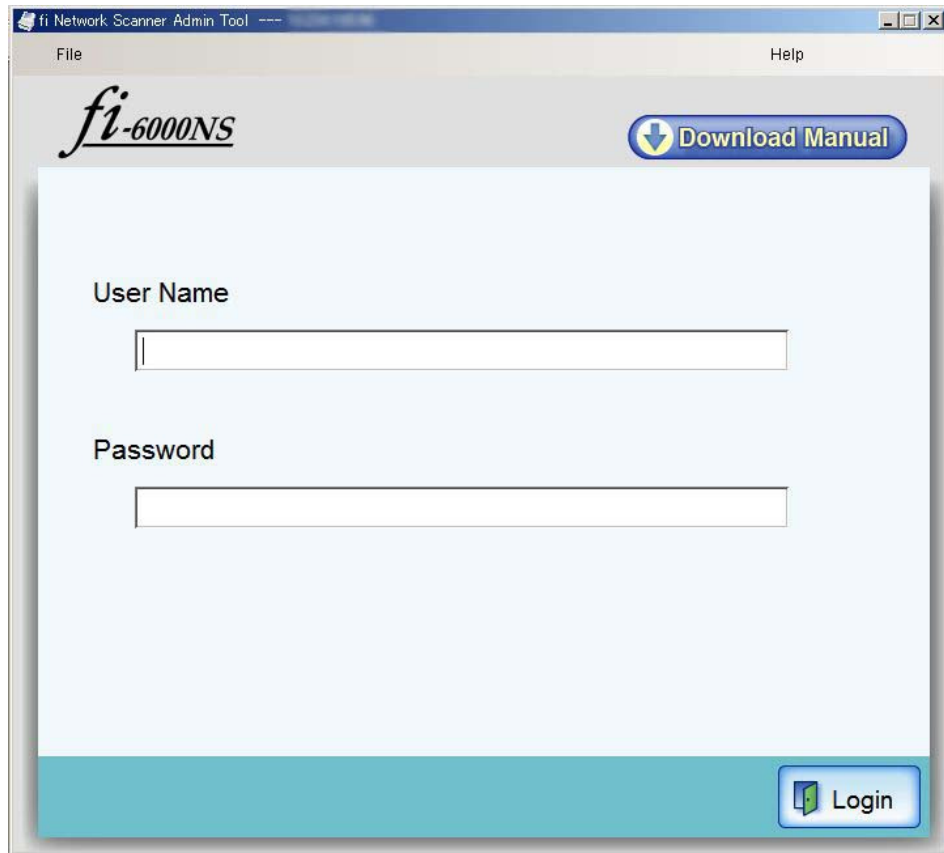 fi Network Scanner Admin Tool ---
File Help
fi-6000NS
Download Manual
User Name
Password
Login